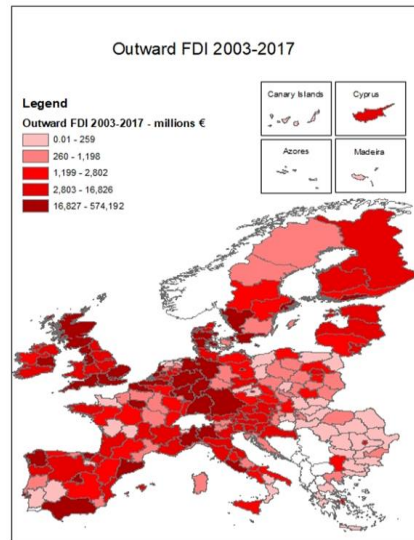 Outward FDI 2003-2017
Canary Islands
Cyprus
Legend
Outward FDI 2003-2017 - millions €
0.01 - 259
260 - 1,198
1,199 - 2,802
2,803 - 16,826
16,827 - 574,192
Azores
Madeira